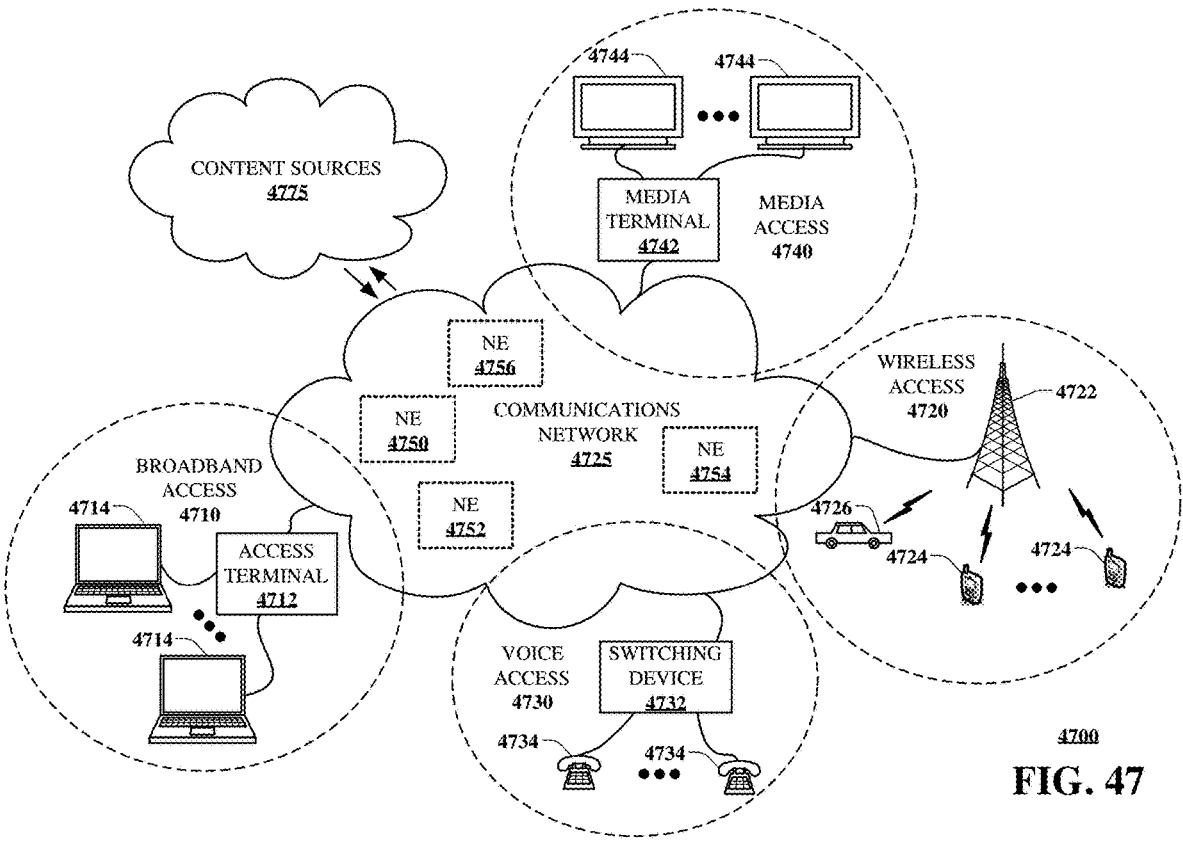 4744
4744
CONTENT SOURCES
4775
MEDIA
TERMINAL
4742
MEDIA
ACCESS
4740
NE
4756
WIRELESS
ACCESS
4720
4722
NE
4750
COMMUNICATIONS
NETWORK
4725
NE
4754
BROADBAND
ACCESS
4710
4714
NE
4752
4726
4724
4724
ACCESS
TERMINAL
4712
4714
VOICE
ACCESS
4730
SWITCHING
DEVICE
4732
4734
4734
4700
FIG. 47